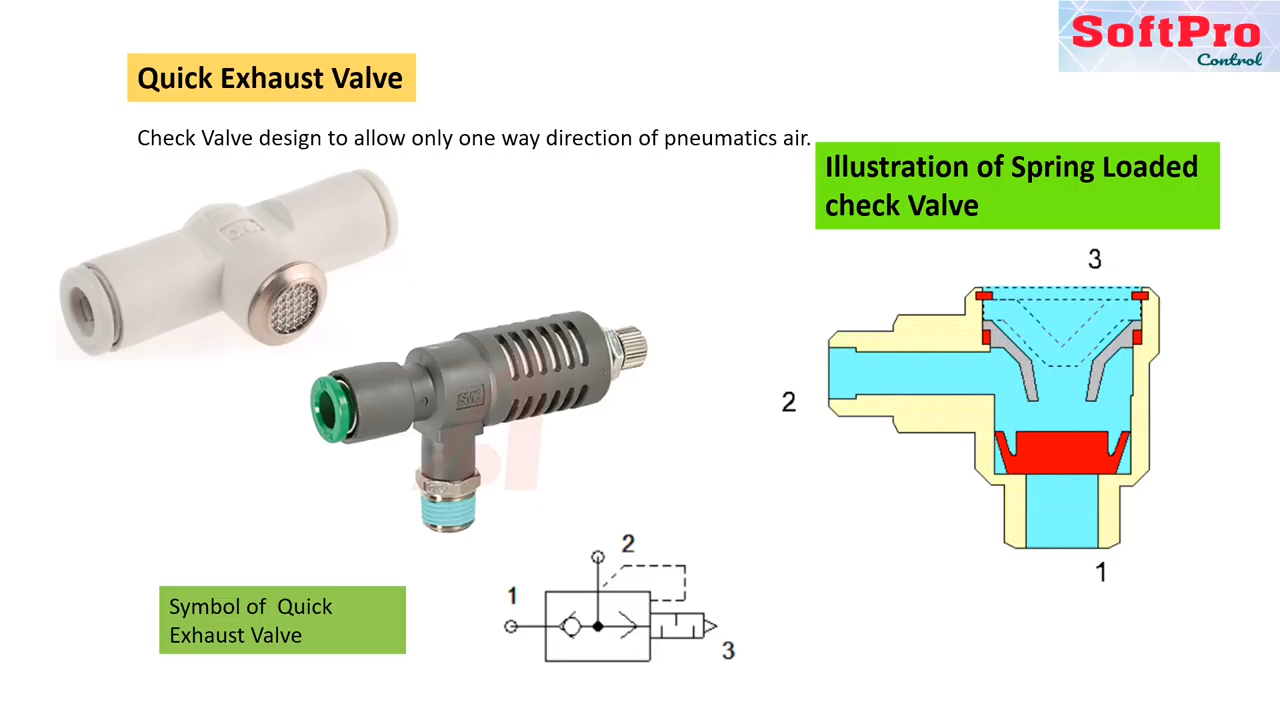 SoftPro
Control
Quick Exhaust Valve
Check Valve design to allow only one way direction of pneumatics air.
Illustration of Spring Loaded
check Valve
3
2
1
SMC
Symbol of  Quick
Exhaust Valve
2
1
3